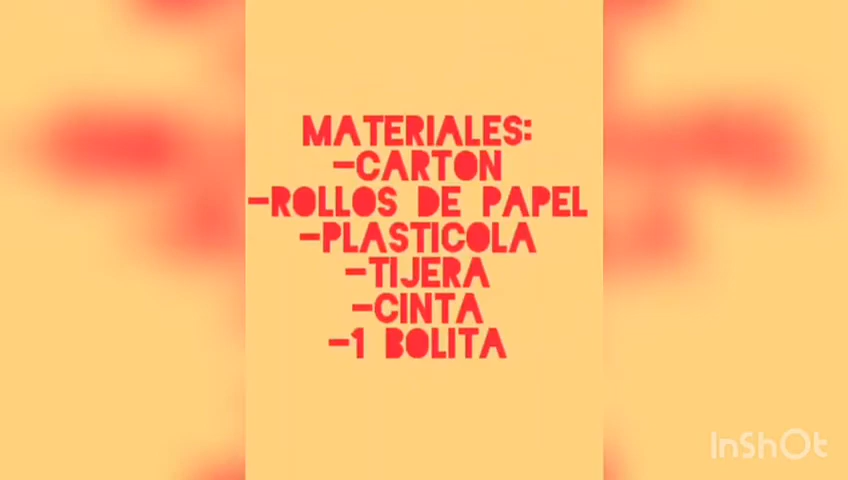 MATERIALES:
-CARTON
-ROLLOS DE PAPEL
-PLASTICOLA
-TIJERA
-CINTA
-1 BOLITA
InShOt